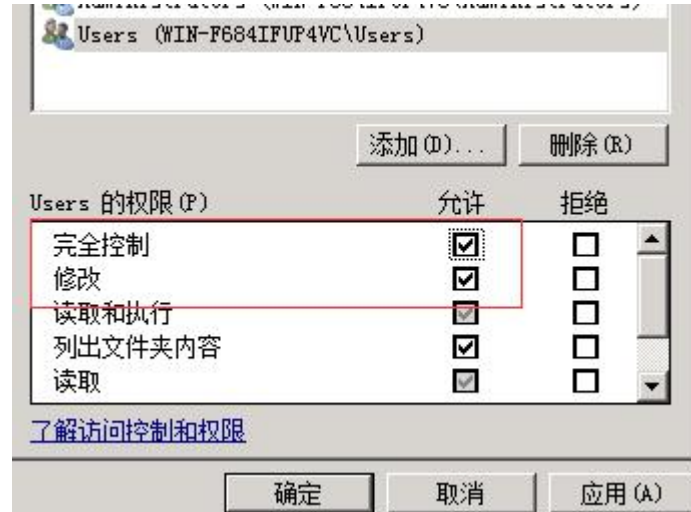 Users (WIN-F684IFUP4VC\Users)
添加(D)... 删除(R)
Users 的权限(P) 允许 拒绝
完全控制
修改
读取和执行
列出文件夹内容
读取
了解访问控制和权限
确定 取消 应用(A)